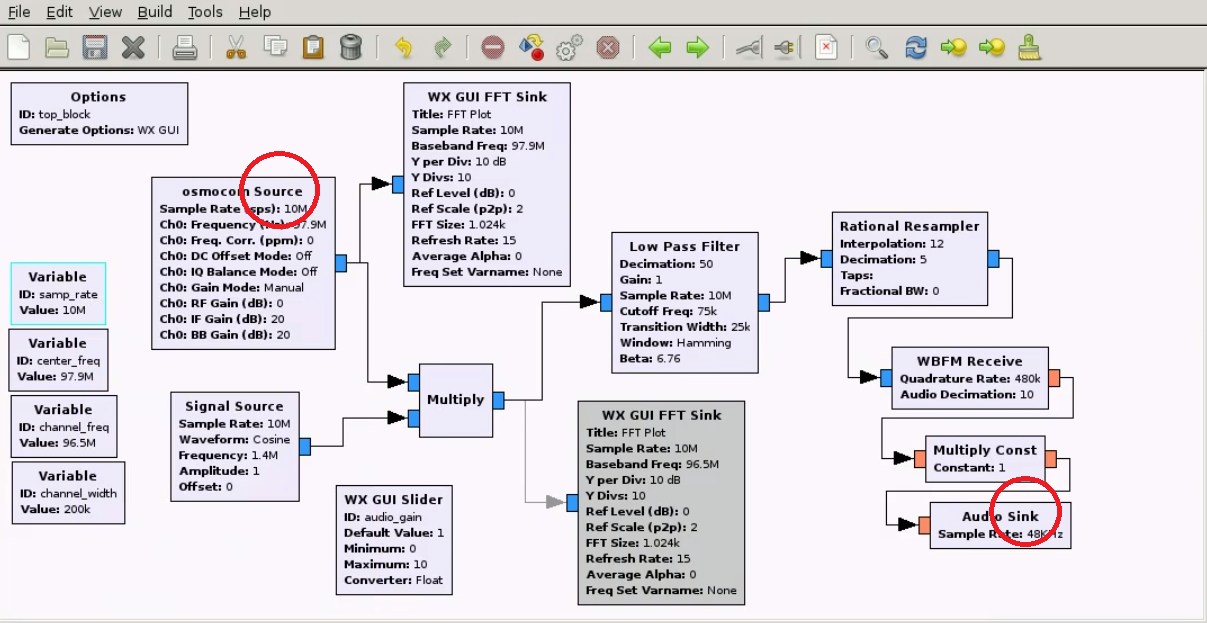 File Edit View Build Tools Help
Options
ID: top_block
Generate Options: WX GUI
WX GUI FFT Sink
Title: FFT Plot
Sample Rate: 10M
Baseband Freq: 97.9M
Y per Div: 10 dB
Y Divs: 10
Ref Level (dB): 0
Ref Scale (p2p): 2
FFT Size: 1.024k
Refresh Rate: 15
Average Alpha: 0
Freq Set Varname: None
osmocom Source
Sample Rate (sps): 10M
Ch0: Frequency (Hz): 97.9M
Ch0: Freq. Corr. (ppm): 0
Ch0: DC Offset Mode: Off
Ch0: IQ Balance Mode: Off
Ch0: Gain Mode: Manual
Ch0: RF Gain (dB): 0
Ch0: IF Gain (dB): 20
Ch0: BB Gain (dB): 20
Variable
ID: samp_rate
Value: 10M
Variable
ID: center_freq
Value: 97.9M
Variable
ID: channel_freq
Value: 96.5M
Variable
ID: channel_width
Value: 200k
Signal Source
Sample Rate: 10M
Waveform: Cosine
Frequency: 1.4M
Amplitude: 1
Offset: 0
Multiply
WX GUI Slider
ID: audio_gain
Default Value: 1
Minimum: 0
Maximum: 10
Converter: Float
Low Pass Filter
Decimation: 50
Gain: 1
Sample Rate: 10M
Cutoff Freq: 75k
Transition Width: 25k
Window: Hamming
Beta: 6.76
WX GUI FFT Sink
Title: FFT Plot
Sample Rate: 10M
Baseband Freq: 96.5M
Y per Div: 10 dB
Y Divs: 10
Ref Level (dB): 0
Ref Scale (p2p): 2
FFT Size: 1.024k
Refresh Rate: 15
Average Alpha: 0
Freq Set Varname: None
Rational Resampler
Interpolation: 12
Decimation: 5
Taps:
Fractional BW: 0
WBFM Receive
Quadrature Rate: 480k
Audio Decimation: 10
Multiply Const
Constant: 1
Audio Sink
Sample Rate: 48KHz